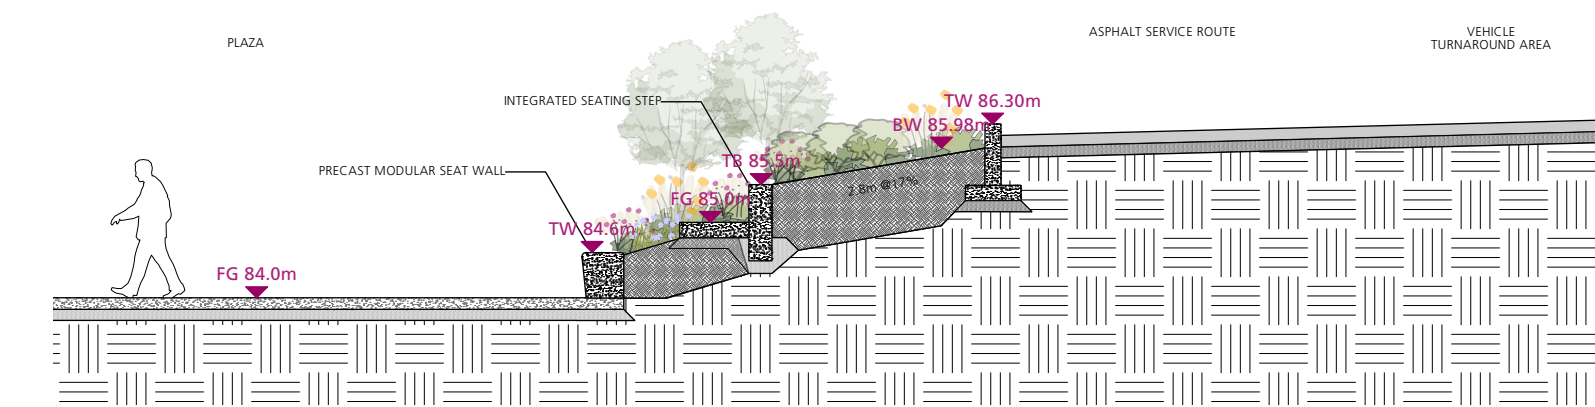 PLAZA
ASPHALT SERVICE ROUTE
VEHICLE
TURNAROUND AREA
INTEGRATED SEATING STEP
TW 86.30m
BW 85.98m
PRECAST MODULAR SEAT WALL
TB 85.5m
2.8m @17%
FG 85.0m
TW 84.6m
FG 84.0m